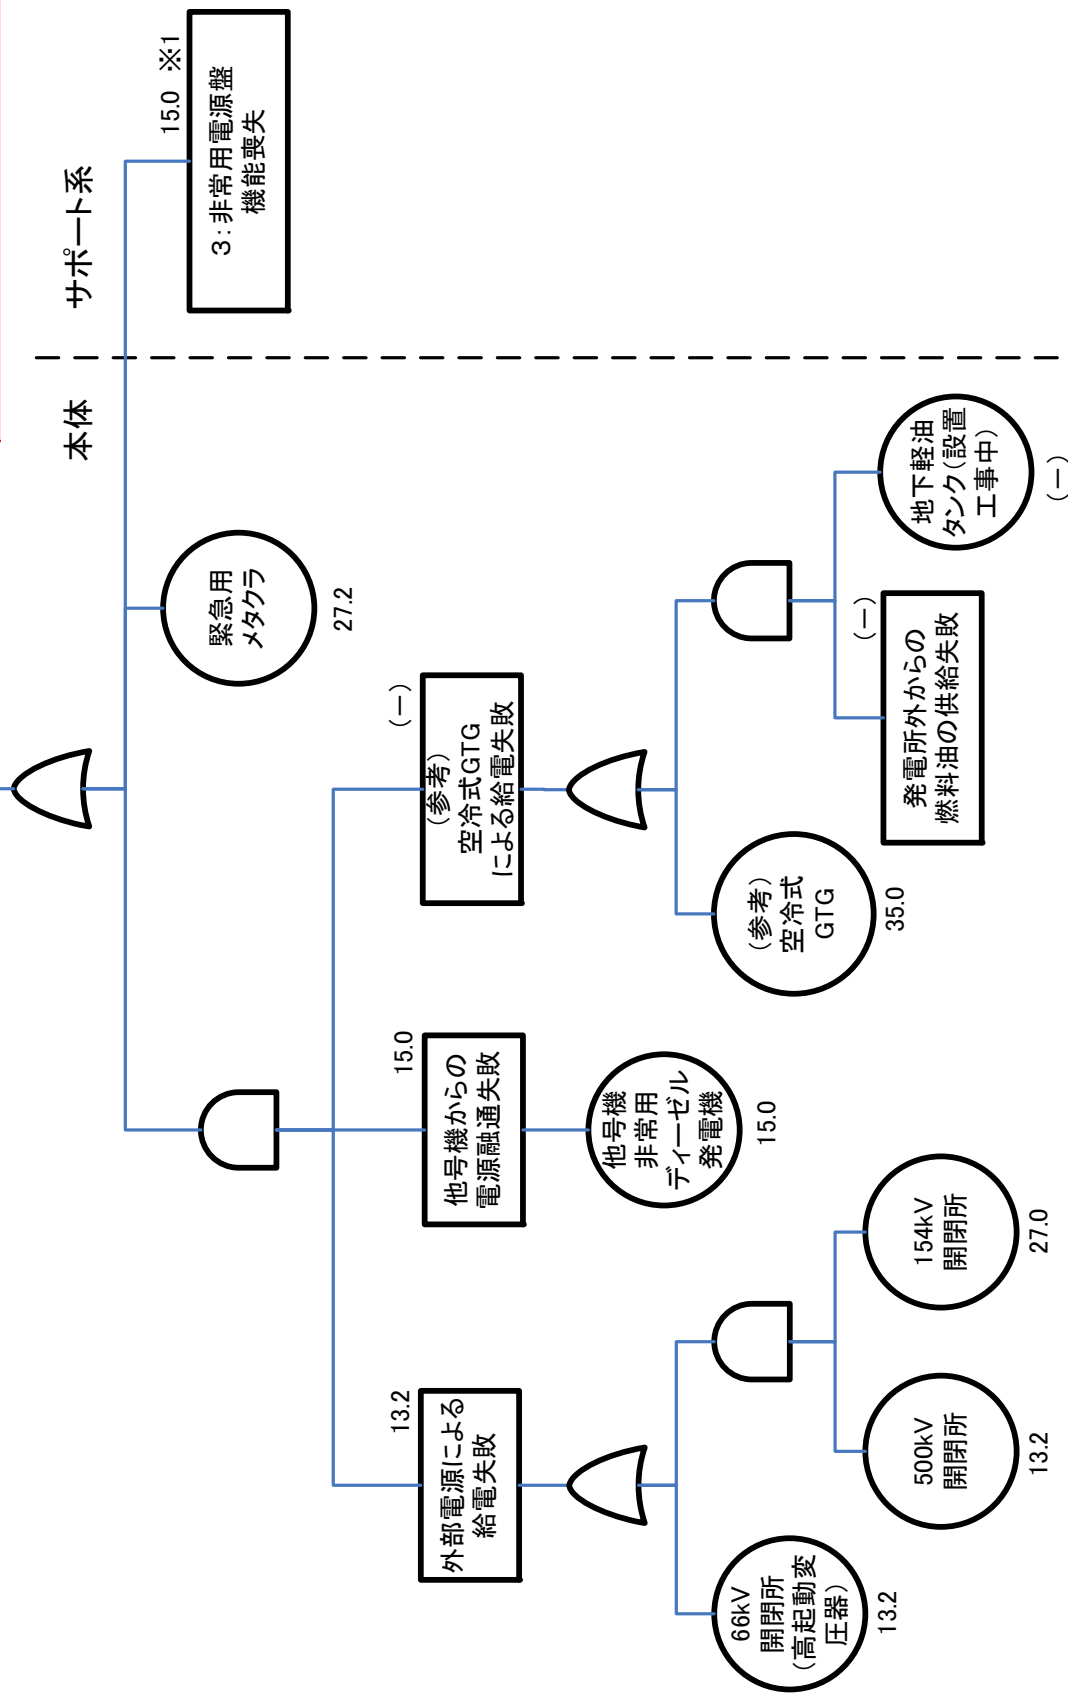 本体
サポート系
緊急用
メタクラ
27.2
15.0 ※1
3:非常用電源盤
機能喪失
13.2
外部電源による
給電失敗
15.0
他号機からの
電源融通失敗
(－)
(参考)
空冷式GTG
による給電失敗
66kV
開閉所
(高起動変
圧器)
13.2
500kV
開閉所
13.2
154kV
開閉所
27.0
他号機
非常用
ディーゼル
発電機
15.0
(参考)
空冷式
GTG
35.0
(－)
発電所外からの
燃料油の供給失敗
地下軽油
タンク(設置
工事中)
(－)